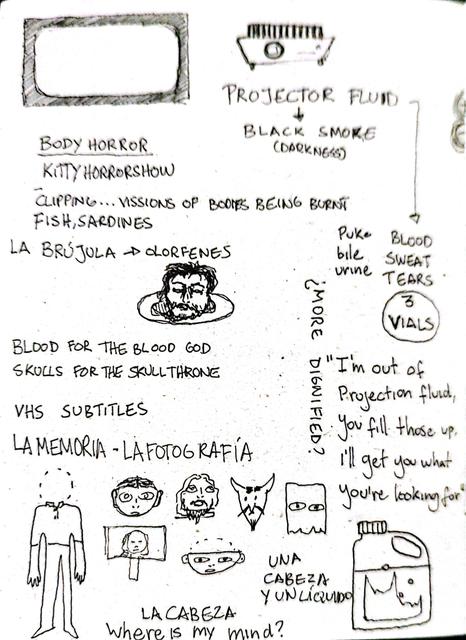 PROJECTOR FLUID
BLACK SMOKE
(DARKNESS)
BODY HORROR
KITTY HORRORSHOW
CLIPPING... VISSIONS OF BODIES BEING BURNT
FISH, SARDINES
LA BRÚJULA → OLORFENES
Puke
bile
urine
BLOOD
SWEAT
TEARS
3
VIALS
¿MORE DIGNIFIED?
BLOOD FOR THE BLOOD GOD
SKULLS FOR THE SKULL THRONE
VHS SUBTITLES
LA MEMORIA - LA FOTOGRAFÍA
"I'm out of
Projection fluid,
you fill those up.
I'll get you what
you're looking for"
UNA
CABEZA
Y UN LÍQUIDO
LA CABEZA
Where is my mind?